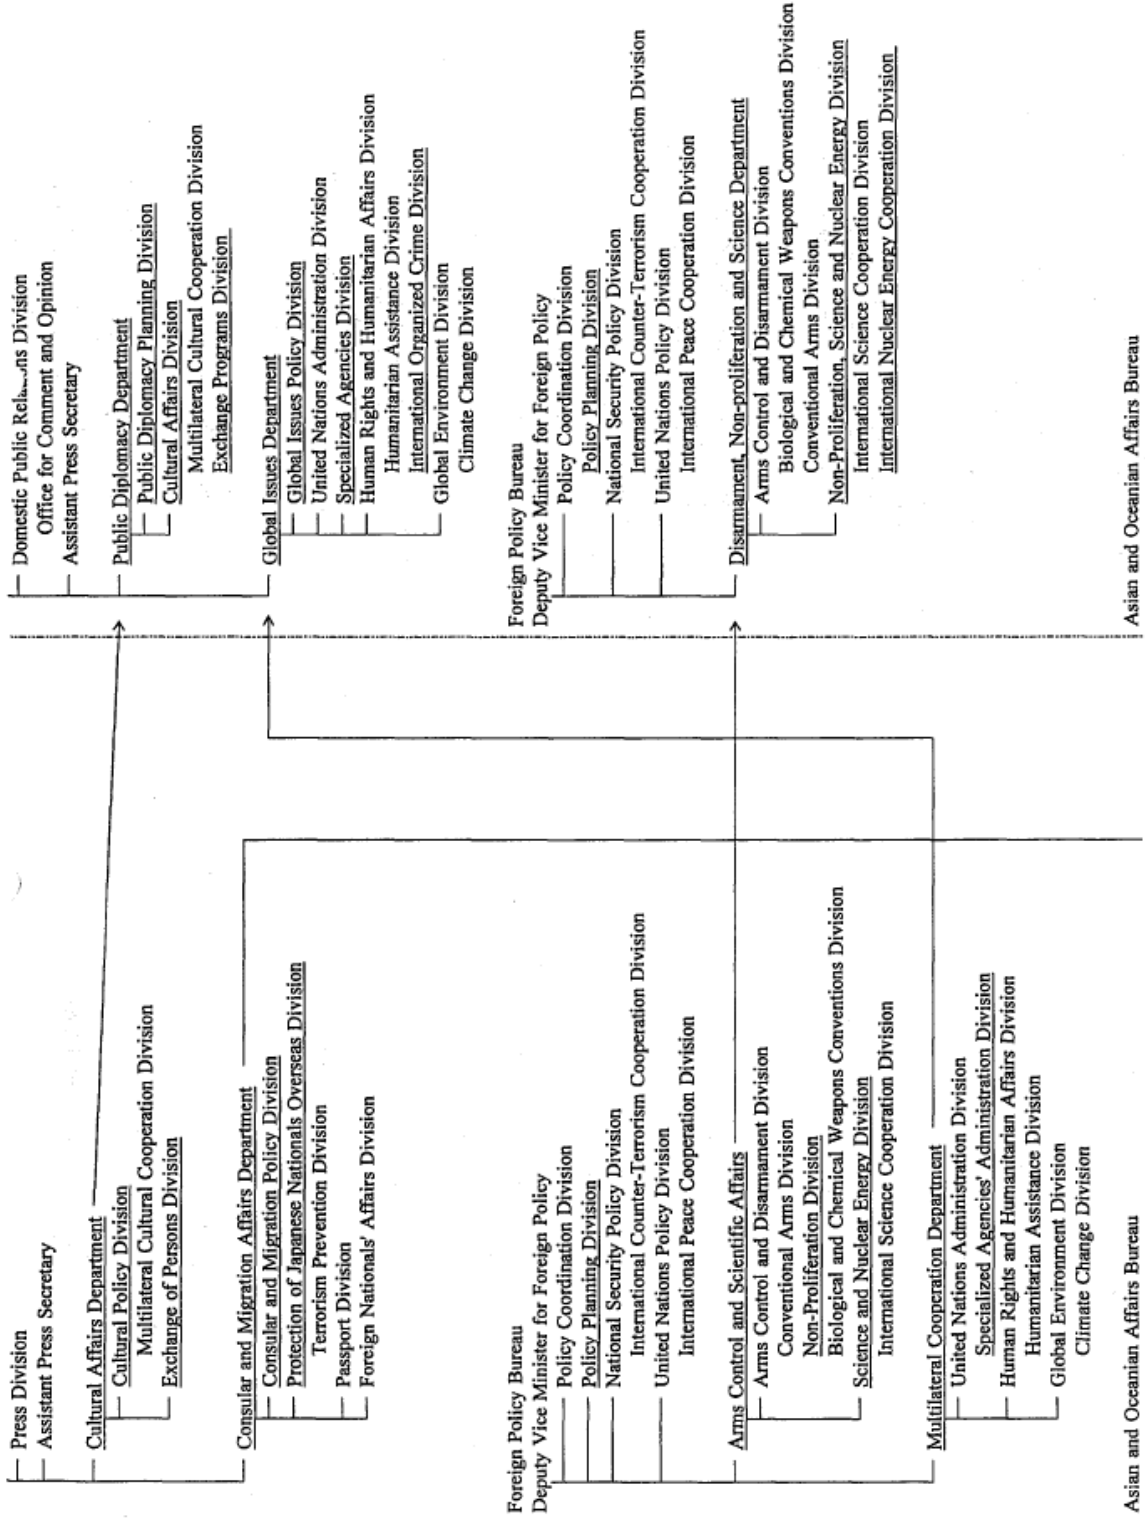 Press Division
Assistant Press Secretary
Cultural Affairs Department
Cultural Policy Division
Multilateral Cultural Cooperation Division
Exchange of Persons Division
Consular and Migration Affairs Department
Consular and Migration Policy Division
Protection of Japanese Nationals Overseas Division
Terrorism Prevention Division
Passport Division
Foreign Nationals' Affairs Division
Foreign Policy Bureau
Deputy Vice Minister for Foreign Policy
Policy Coordination Division
Policy Planning Division
National Security Policy Division
International Counter-Terrorism Cooperation Division
United Nations Policy Division
International Peace Cooperation Division
Arms Control and Scientific Affairs
Arms Control and Disarmament Division
Conventional Arms Division
Non-Proliferation Division
Biological and Chemical Weapons Conventions Division
Science and Nuclear Energy Division
International Science Cooperation Division
Multilateral Cooperation Department
United Nations Administration Division
Specialized Agencies' Administration Division
Human Rights and Humanitarian Affairs Division
Humanitarian Assistance Division
Global Environment Division
Climate Change Division
Asian and Oceanian Affairs Bureau
Domestic Public Relations Division
Office for Comment and Opinion
Assistant Press Secretary
Public Diplomacy Department
Public Diplomacy Planning Division
Cultural Affairs Division
Multilateral Cultural Cooperation Division
Exchange Programs Division
Global Issues Department
Global Issues Policy Division
United Nations Administration Division
Specialized Agencies Division
Human Rights and Humanitarian Affairs Division
Humanitarian Assistance Division
International Organized Crime Division
Global Environment Division
Climate Change Division
Foreign Policy Bureau
Deputy Vice Minister for Foreign Policy
Policy Coordination Division
Policy Planning Division
National Security Policy Division
International Counter-Terrorism Cooperation Division
United Nations Policy Division
International Peace Cooperation Division
Disarmament, Non-proliferation and Science Department
Arms Control and Disarmament Division
Biological and Chemical Weapons Conventions Division
Conventional Arms Division
Non-Proliferation, Science and Nuclear Energy Division
International Science Cooperation Division
International Nuclear Energy Cooperation Division
Asian and Oceanian Affairs Bureau